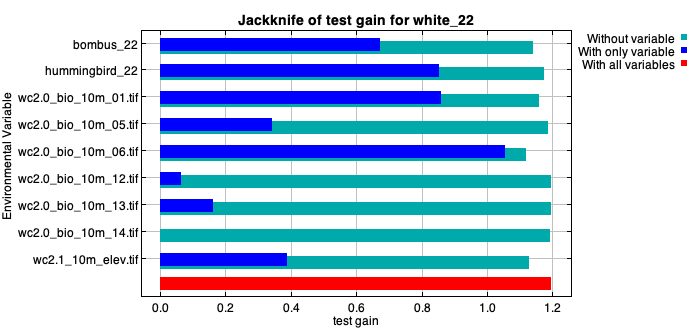 Jackknife of test gain for white_22
Without variable
With only variable
With all variables
Environmental Variable
bombus_22
hummingbird_22
wc2.0_bio_10m_01.tif
wc2.0_bio_10m_05.tif
wc2.0_bio_10m_06.tif
wc2.0_bio_10m_12.tif
wc2.0_bio_10m_13.tif
wc2.0_bio_10m_14.tif
wc2.1_10m_elev.tif
0.0 0.2 0.4 0.6 0.8 1.0 1.2
test gain